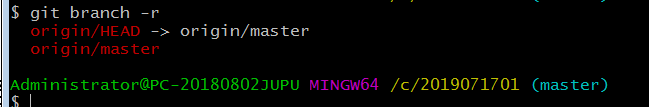 $ git branch -r
origin/HEAD -> origin/master
origin/master
Administrator@PC-20180802JUPU MINGW64 /c/2019071701 (master)
$